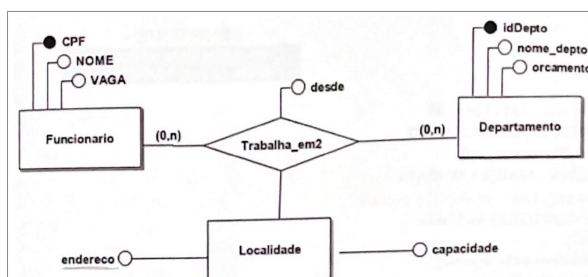 CPF
NOME
VAGA
Funcionario
(0,n)
desde
Trabalha_em2
(0,n)
idDepto
nome_depto
orcamento
Departamento
endereco
Localidade
capacidade